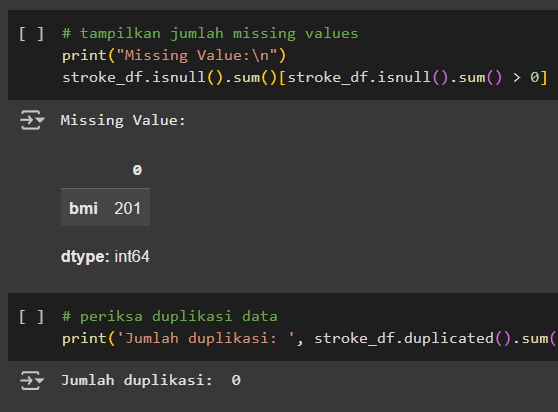 [ ] # tampilkan jumlah missing values
print("Missing Value:\n")
stroke_df.isnull().sum()[stroke_df.isnull().sum() > 0]
Missing Value:
0
bmi 201
dtype: int64
[ ] # periksa duplikasi data
print('Jumlah duplikasi: ', stroke_df.duplicated().sum(
Jumlah duplikasi:  0